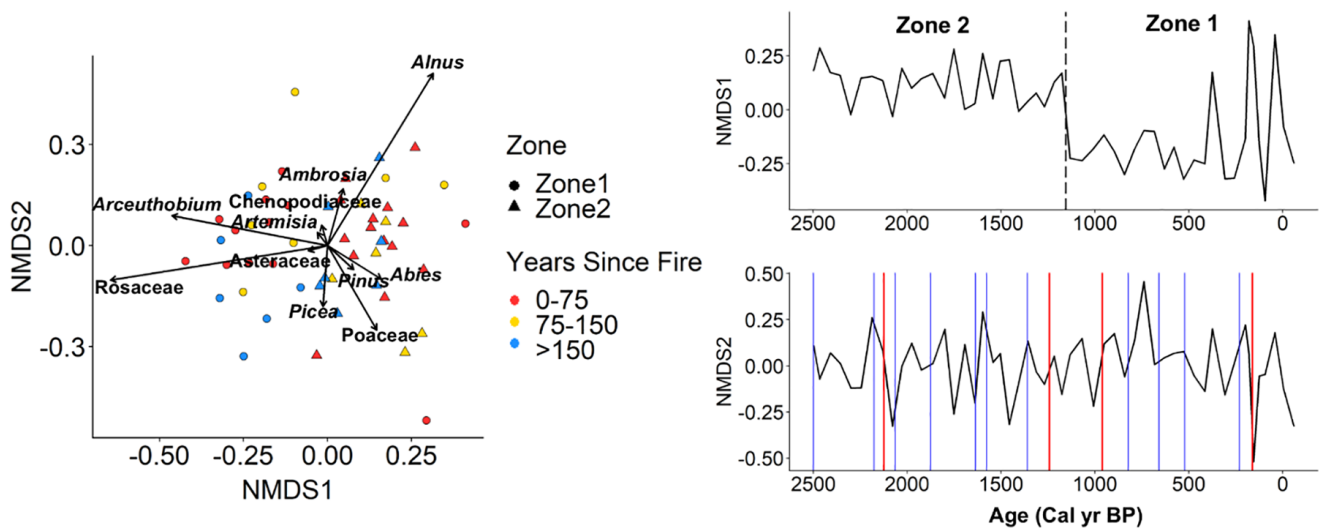 NMDS2
0.3
0.0
-0.3
-0.50
-0.25
0.00
0.25
NMDS1
Alnus
Ambrosia
Chenopodiaceae
Arceuthobium
Artemisia
Asteraceae
Rosaceae
Pinus
Abies
Picea
Poaceae
Zone
Zone1
Zone2
Years Since Fire
0-75
75-150
>150
Zone 2
Zone 1
NMDS1
0.25
0.00
-0.25
2500
2000
1500
1000
500
0
NMDS2
0.50
0.25
0.00
-0.25
-0.50
2500
2000
1500
1000
500
0
Age (Cal yr BP)